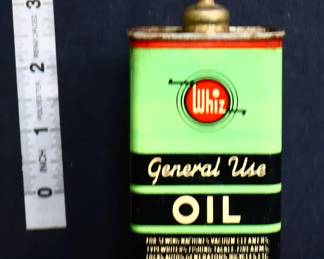 Whiz
General Use
OIL
FOR SEWING MACHINES, VACUUM CLEANERS,
TYPEWRITERS, FISHING TACKLE, FIREARMS,
0 INCH 1 2 3